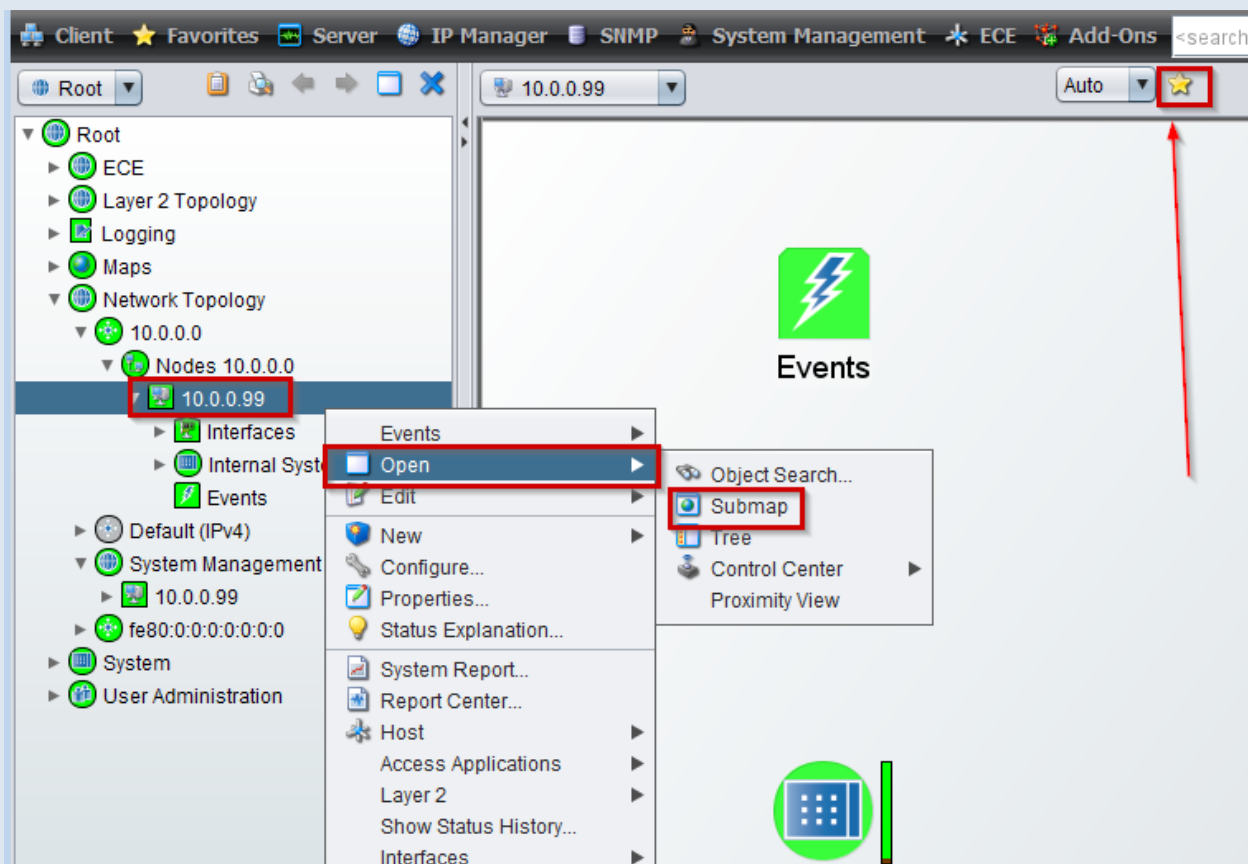 Client Favorites Server IP Manager SNMP System Management ECE Add-Ons <search
Root
10.0.0.99
Auto
Root
ECE
Layer 2 Topology
Logging
Maps
Network Topology
10.0.0.0
Nodes 10.0.0.0
10.0.0.99
Interfaces
Internal Syst
Events
Default (IPv4)
System Management
10.0.0.99
fe80:0:0:0:0:0:0:0
System
User Administration
Events
Open
Edit
New
Configure...
Properties...
Status Explanation...
System Report...
Report Center...
Host
Access Applications
Layer 2
Show Status History...
Interfaces
Object Search...
Submap
Tree
Control Center
Proximity View
Events